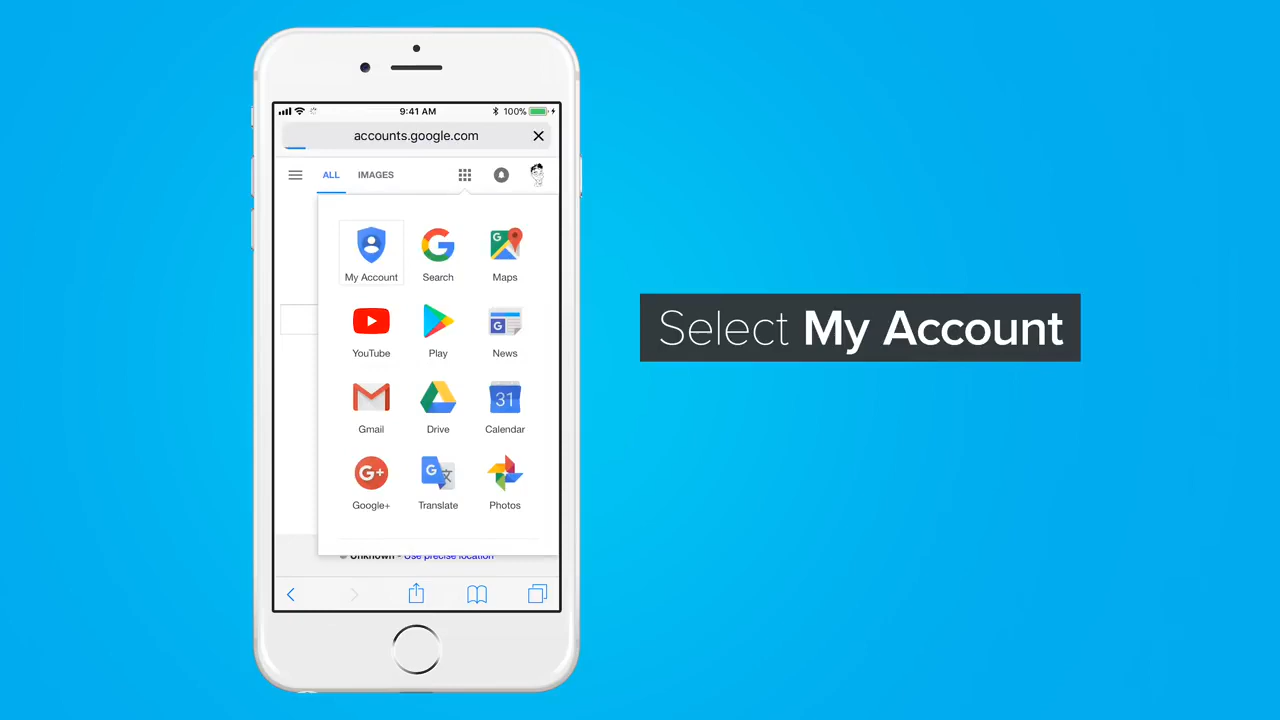 9:41 AM
100%
accounts.google.com
ALL
IMAGES
My Account
Search
Maps
YouTube
Play
News
Gmail
31
Drive
Calendar
G+
Google+
Translate
Photos
Unknown - Use precise location
Select My Account